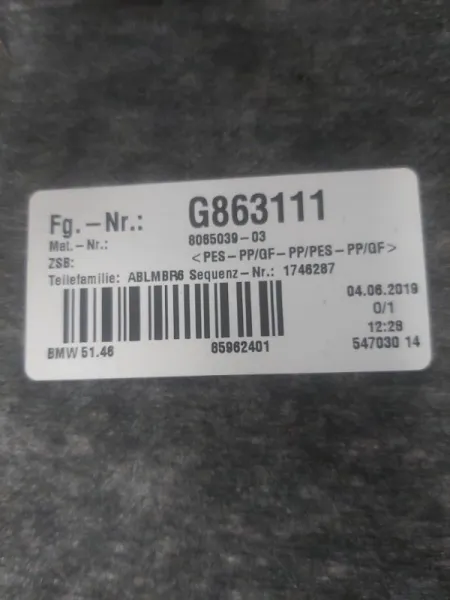 Fg.-Nr.: G863111
Mat.-Nr.: 8065039-03
ZSB: <PES-PP/GF-PP/PES-PP/GF>
Teilefamilie: ABLMBR6 Sequenz-Nr.: 1746287
04.06.2019
0/1
12:28
BMW 51.46 85962401 547030 14